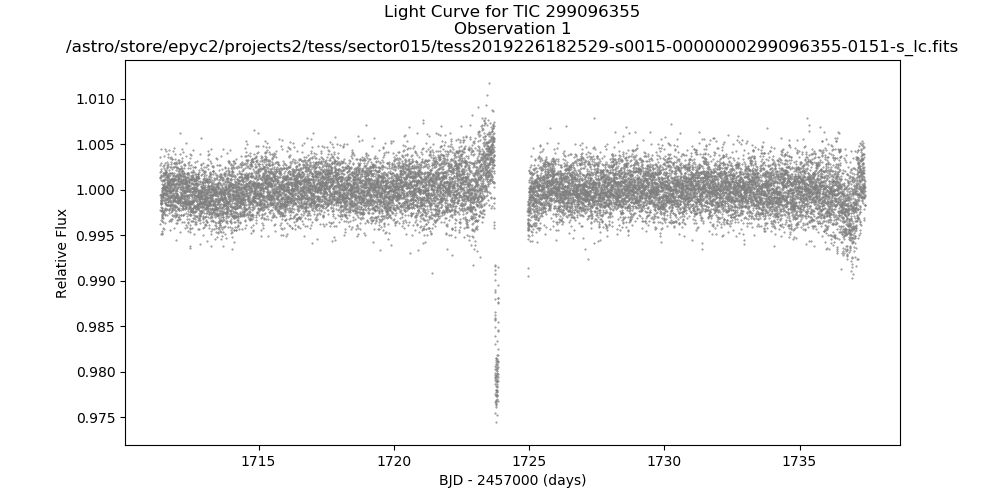 Light Curve for TIC 299096355
Observation 1
/astro/store/epyc2/projects2/tess/sector015/tess2019226182529-s0015-0000000299096355-0151-s_lc.fits
1.010
1.005
1.000
0.995
0.990
0.985
0.980
0.975
Relative Flux
1715
1720
1725
1730
1735
BJD - 2457000 (days)